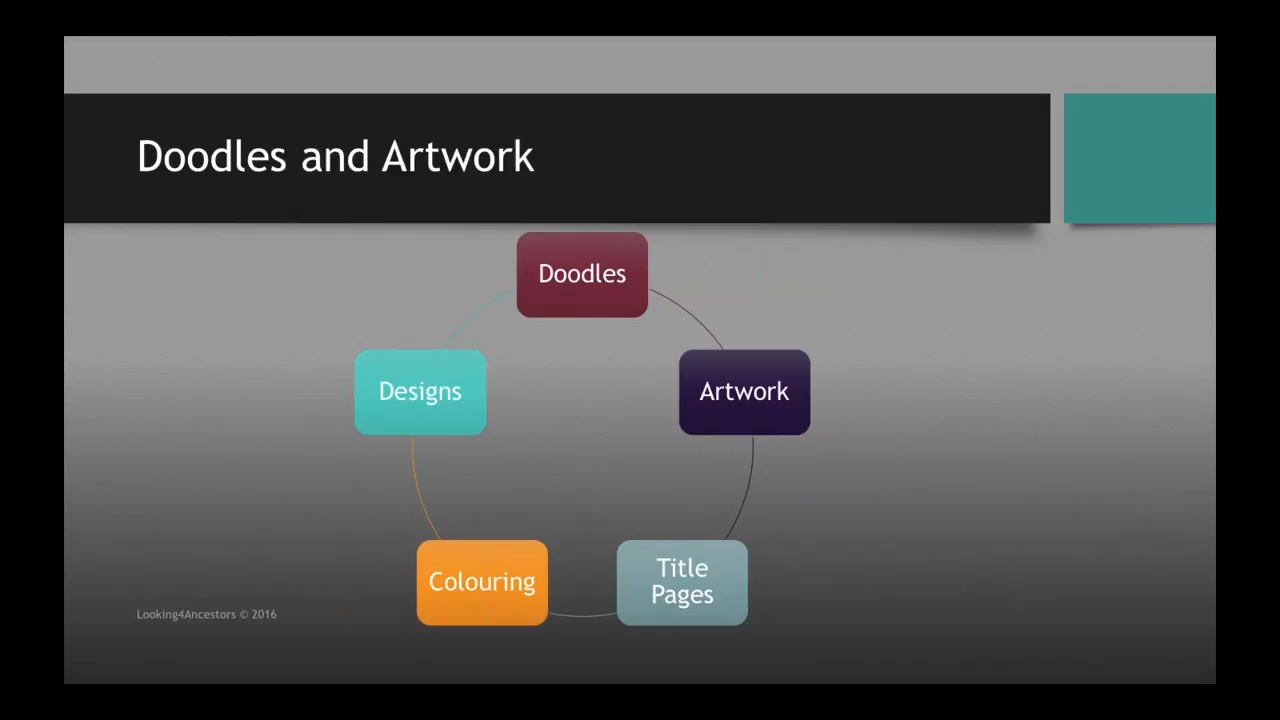 Doodles and Artwork
Doodles
Designs
Artwork
Colouring
Title
Pages
Looking4Ancestors © 2016